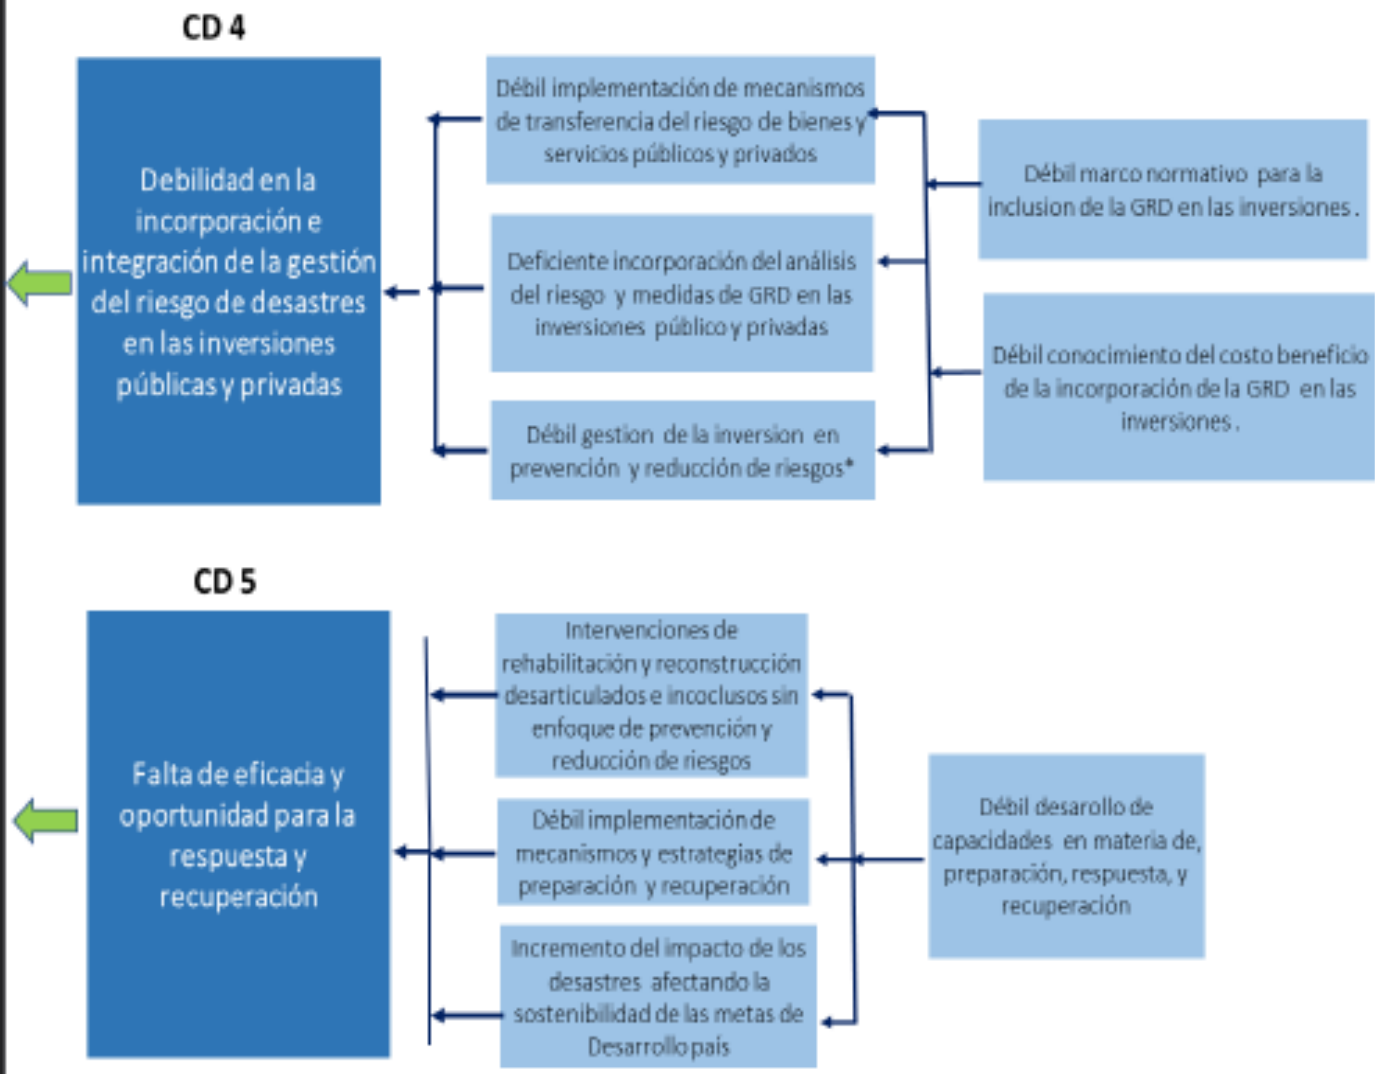 CD 4
Debilidad en la
incorporación e
integración de la gestión
del riesgo de desastres
en las inversiones
públicas y privadas
Débil implementación de mecanismos
de transferencia del riesgo de bienes y
servicios públicos y privados
Deficiente incorporación del análisis
del riesgo y medidas de GRD en las
inversiones público y privadas
Débil gestion de la inversion en
prevención y reducción de riesgos*
Débil marco normativo para la
inclusion de la GRD en las inversiones .
Débil conocimiento del costo beneficio
de la incorporación de la GRD en las
inversiones .
CD 5
Falta de eficacia y
oportunidad para la
respuesta y
recuperación
Intervenciones de
rehabilitación y reconstrucción
desarticulados e incoclusos sin
enfoque de prevención y
reducción de riesgos
Débil implementación de
mecanismos y estrategias de
preparación y recuperación
Incremento del impacto de los
desastres afectando la
sostenibilidad de las metas de
Desarrollo país
Débil desarollo de
capacidades en materia de,
preparación, respuesta, y
recuperación